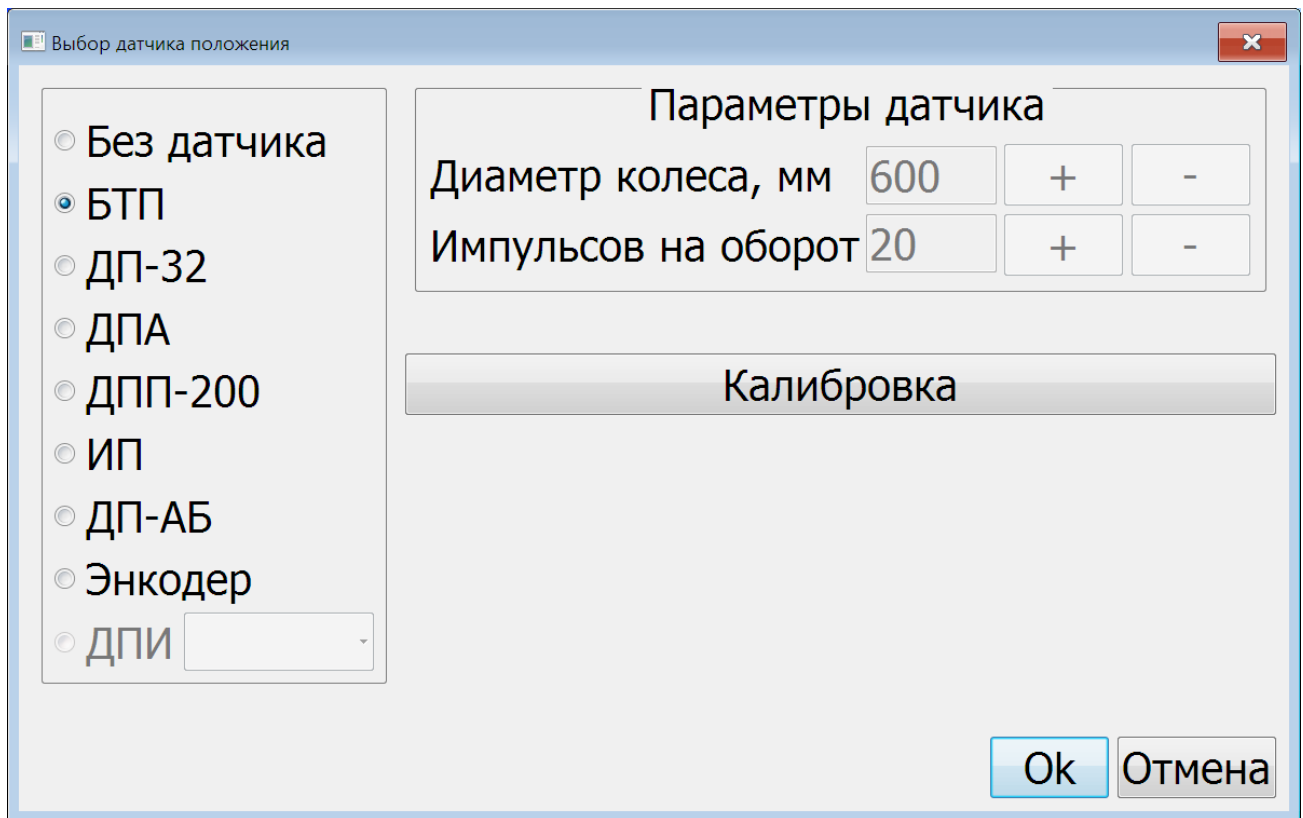 Выбор датчика положения
Без датчика
БТП
ДП-32
ДПА
ДПП-200
ИП
ДП-АБ
Энкодер
ДПИ
Параметры датчика
Диаметр колеса, мм 600 + -
Импульсов на оборот 20 + -
Калибровка
Ok Отмена